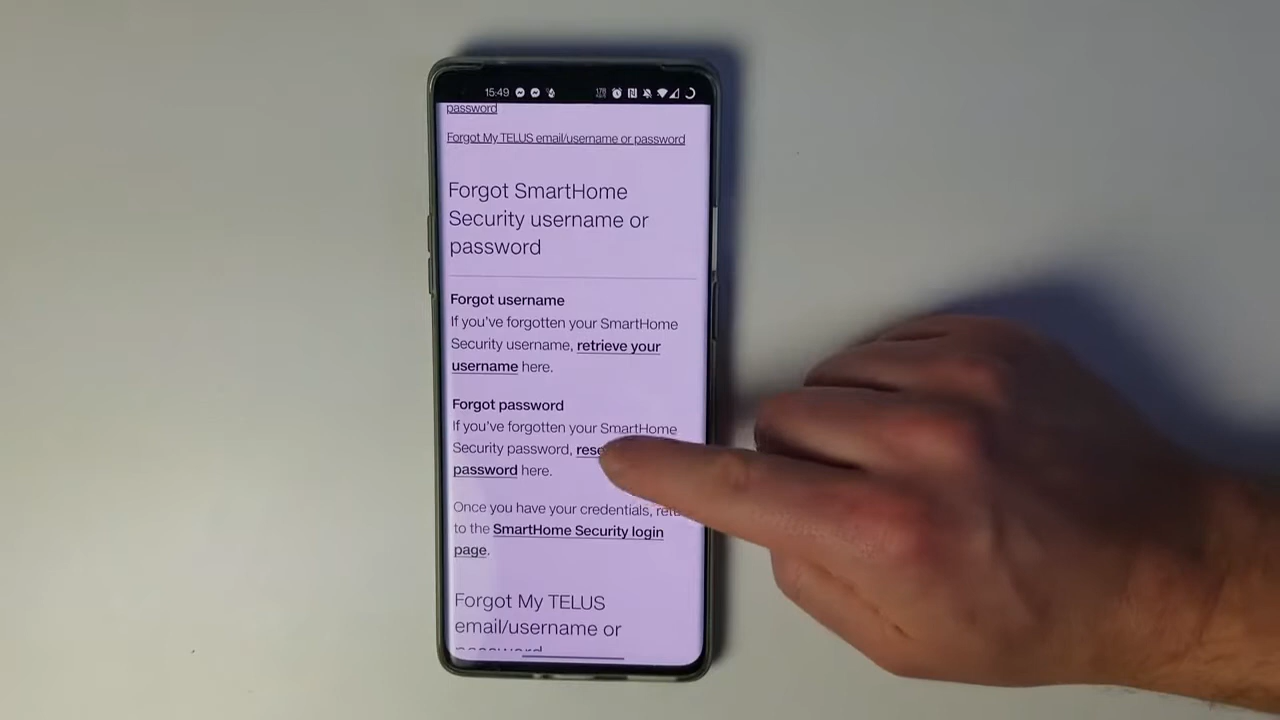 15:49
password
Forgot My TELUS email/username or password
Forgot SmartHome
Security username or
password
Forgot username
If you've forgotten your SmartHome
Security username, retrieve your
username here.
Forgot password
If you've forgotten your SmartHome
Security password,
password here.
Once you have your credentials,
to the SmartHome Security login
page.
Forgot My TELUS
email/username or